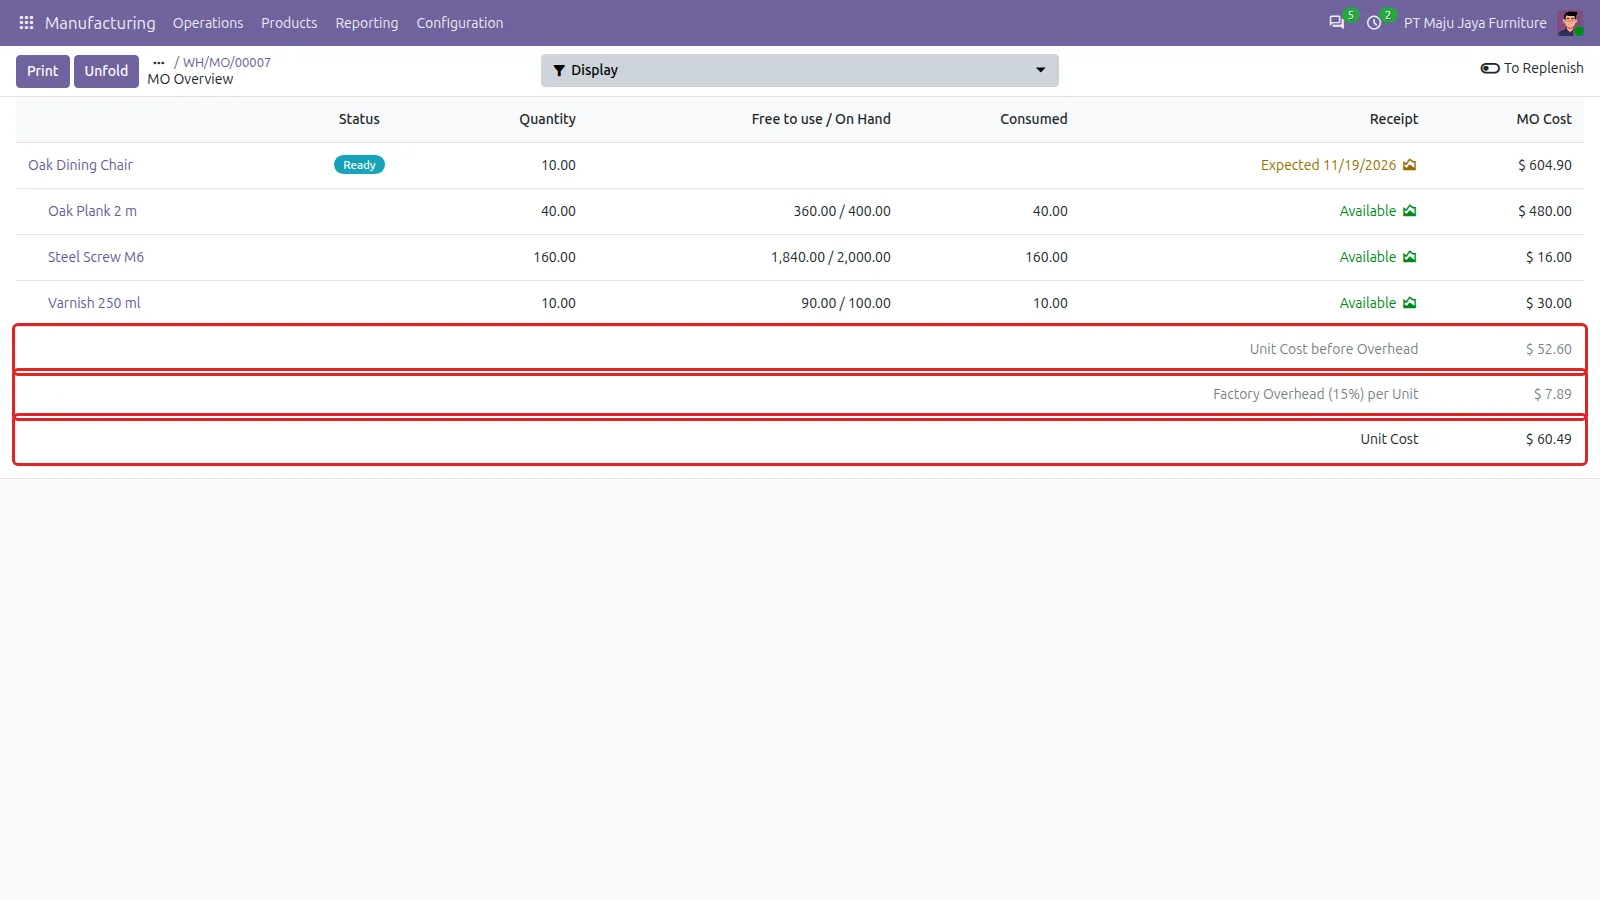 Manufacturing Operations Products Reporting Configuration 5 2 PT Maju Jaya Furniture
Print Unfold ··· / WH/MO/00007 Display To Replenish
MO Overview
Status Quantity Free to use / On Hand Consumed Receipt MO Cost
Oak Dining Chair Ready 10.00 Expected 11/19/2026 $ 604.90
Oak Plank 2 m 40.00 360.00 / 400.00 40.00 Available $ 480.00
Steel Screw M6 160.00 1,840.00 / 2,000.00 160.00 Available $ 16.00
Varnish 250 ml 10.00 90.00 / 100.00 10.00 Available $ 30.00
Unit Cost before Overhead $ 52.60
Factory Overhead (15%) per Unit $ 7.89
Unit Cost $ 60.49